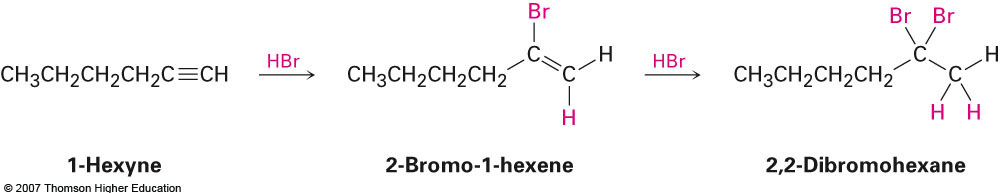 Br
Br Br
HBr
HBr
CH3CH2CH2CH2C≡CH
CH3CH2CH2CH2
C
C
H
H
CH3CH2CH2CH2
C
C
H
H
H
1-Hexyne
2-Bromo-1-hexene
2,2-Dibromohexane
© 2007 Thomson Higher Education